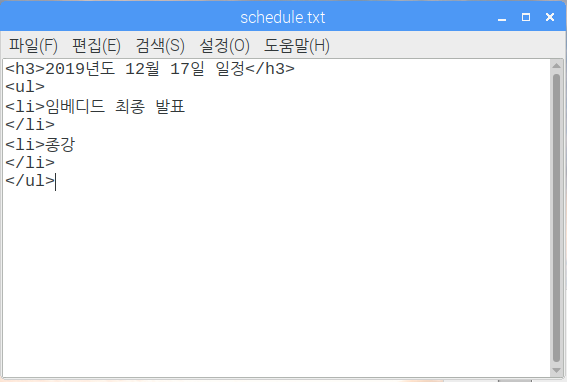 schedule.txt
파일(F) 편집(E) 검색(S) 설정(O) 도움말(H)
<h3>2019년도 12월 17일 일정</h3>
<ul>
<li>임베디드 최종 발표
</li>
<li>종강
</li>
</ul>